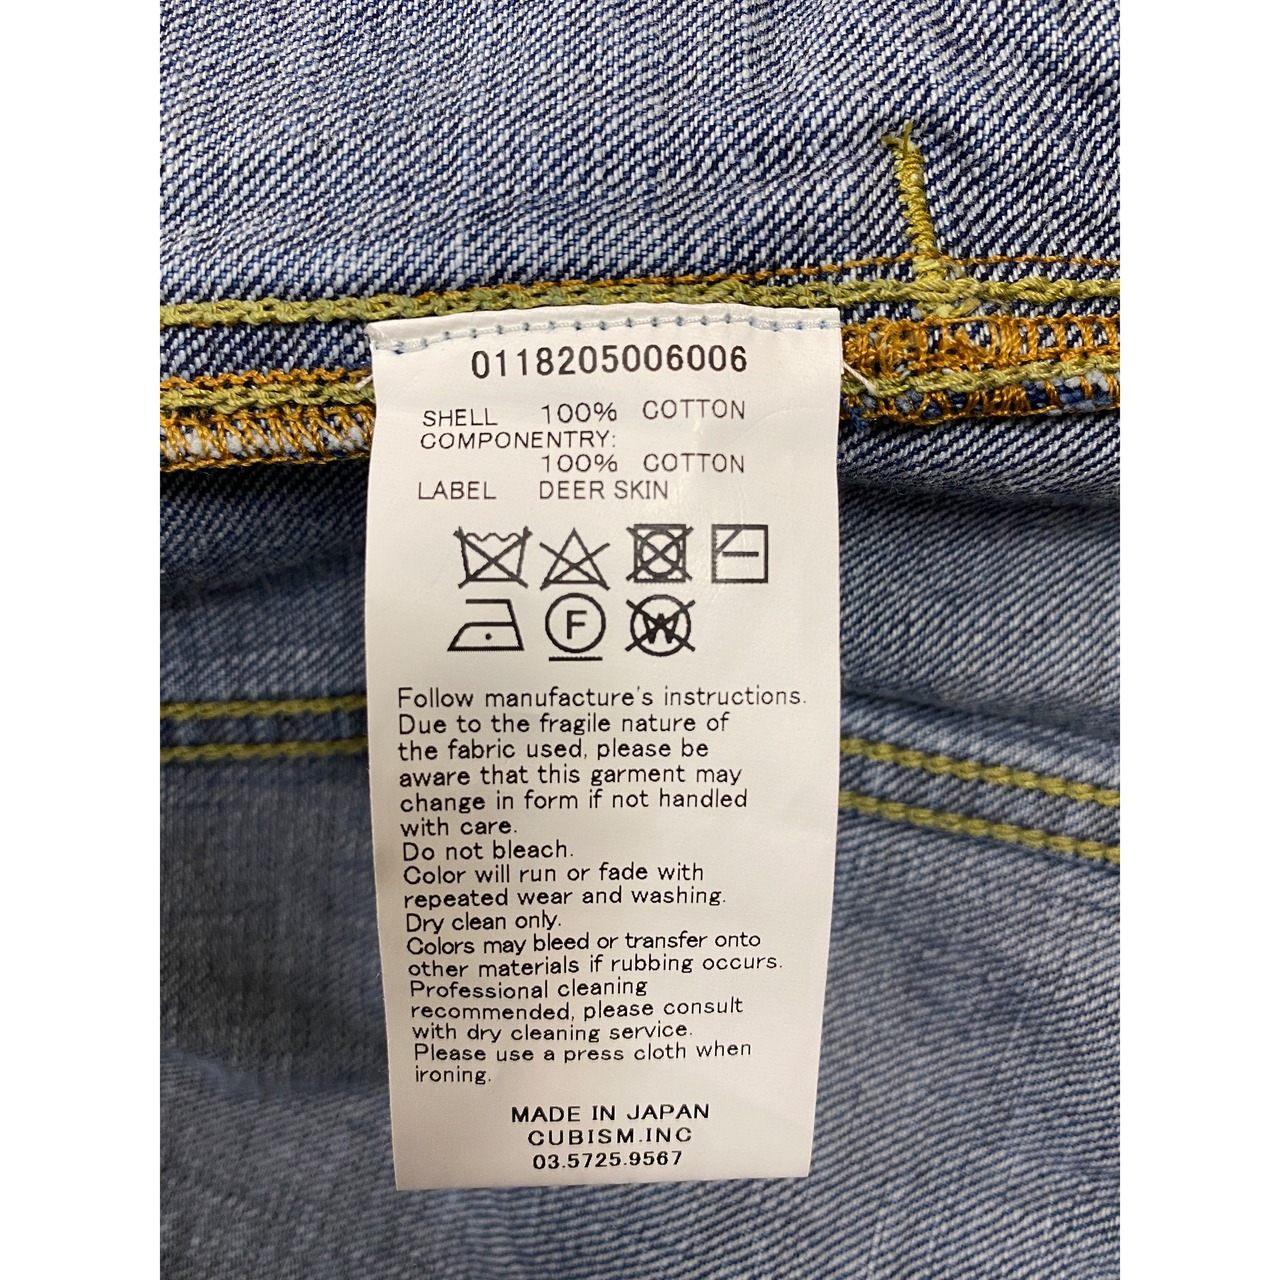 0118205006006
SHELL 100% COTTON
COMPONENTRY:
100% COTTON
LABEL DEER SKIN
F
W
Follow manufacture's instructions.
Due to the fragile nature of
the fabric used, please be
aware that this garment may
change in form if not handled
with care.
Do not bleach.
Color will run or fade with
repeated wear and washing.
Dry clean only.
Colors may bleed or transfer onto
other materials if rubbing occurs.
Professional cleaning
recommended, please consult
with dry cleaning service.
Please use a press cloth when
ironing.
MADE IN JAPAN
CUBISM.INC
03.5725.9567